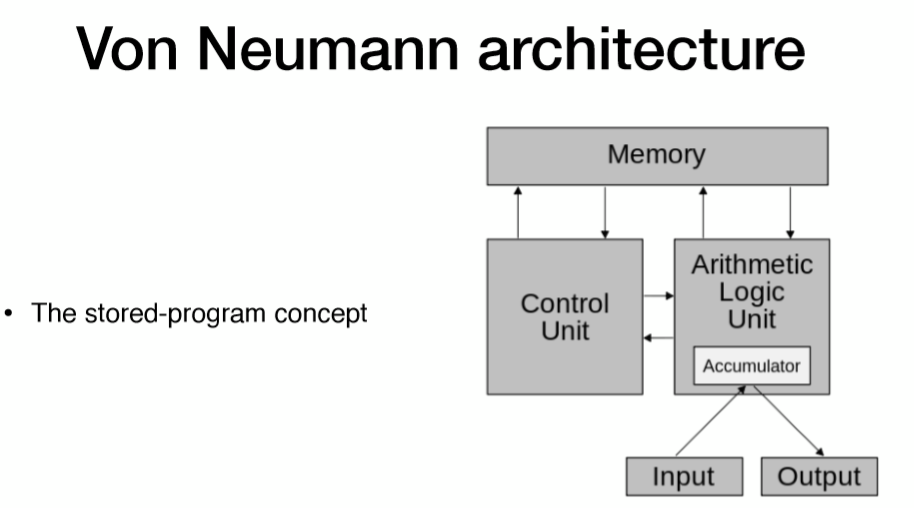 Von Neumann architecture
• The stored-program concept
Memory
Control
Unit
Arithmetic
Logic
Unit
Accumulator
Input
Output